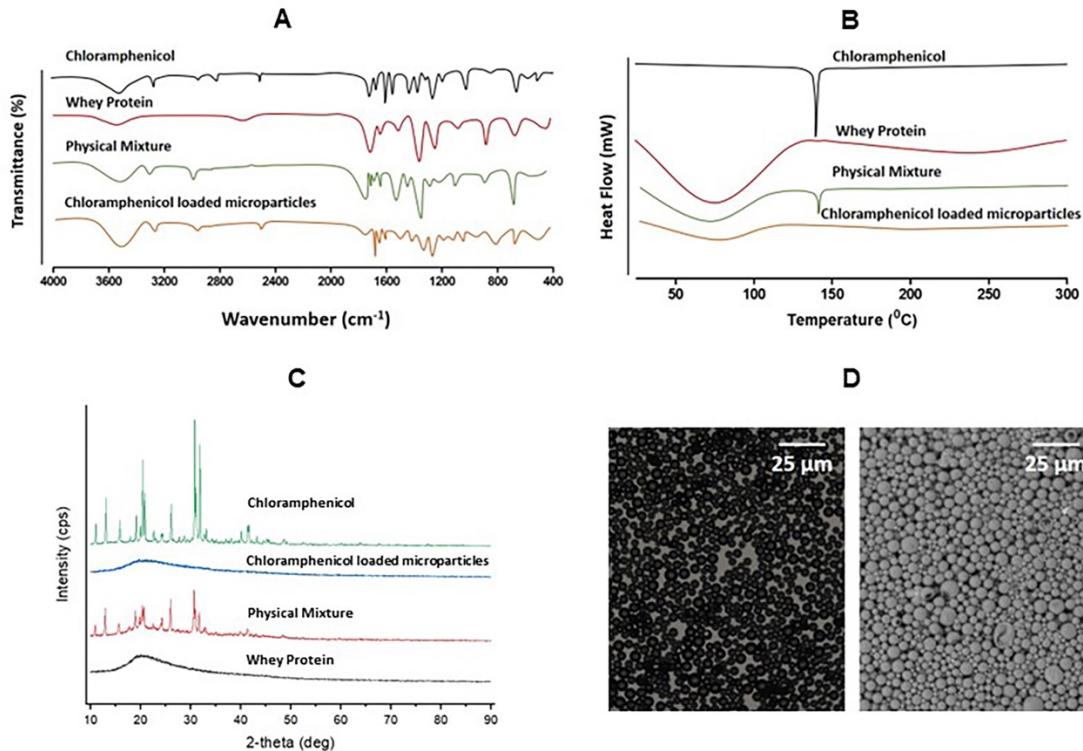 A
Chloramphenicol
Whey Protein
Physical Mixture
Chloramphenicol loaded microparticles
Transmittance (%)
4000 3600 3200 2800 2400 2000 1600 1200 800 400
Wavenumber (cm⁻¹)
B
Chloramphenicol
Whey Protein
Physical Mixture
Chloramphenicol loaded microparticles
Heat Flow (mW)
50 100 150 200 250 300
Temperature (⁰C)
C
Chloramphenicol
Chloramphenicol loaded microparticles
Physical Mixture
Whey Protein
Intensity (cps)
10 20 30 40 50 60 70 80 90
2-theta (deg)
D
25 µm
25 µm